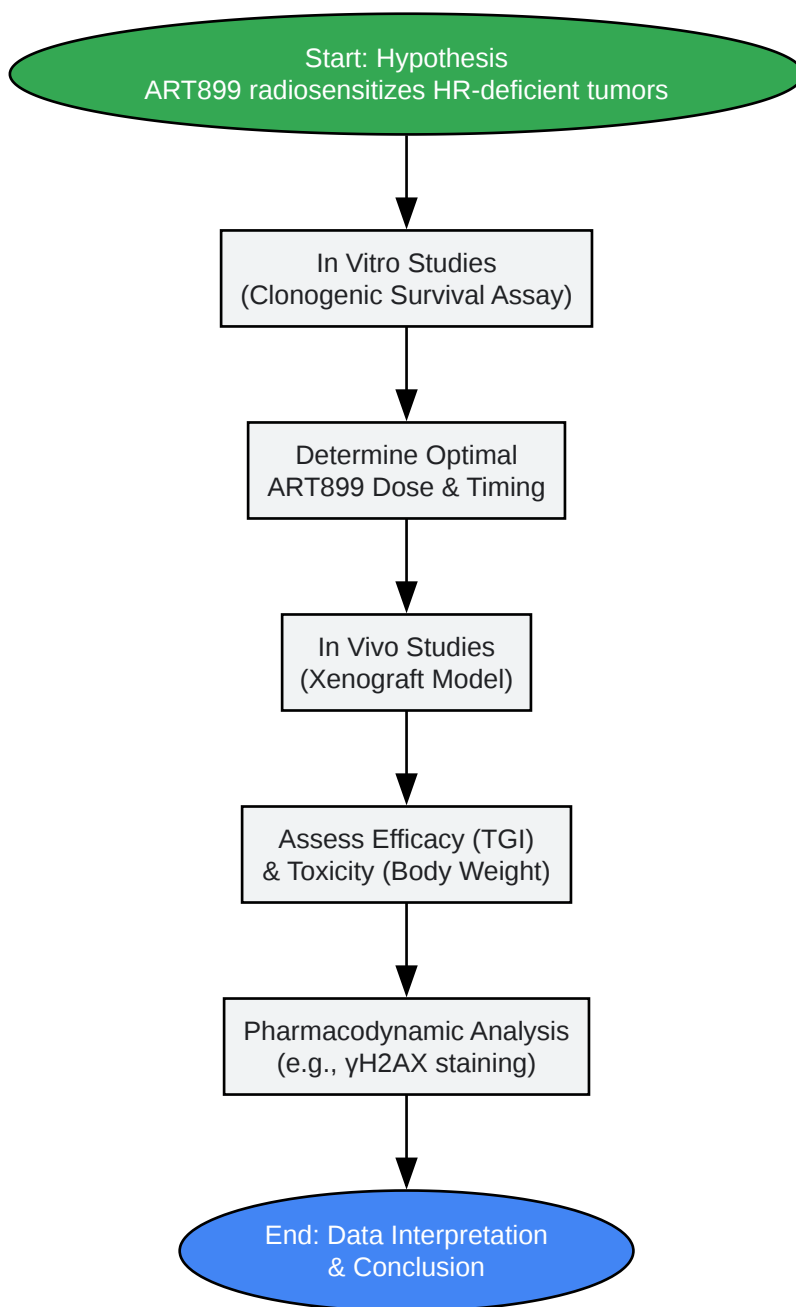 Start: Hypothesis
ART899 radiosensitizes HR-deficient tumors
In Vitro Studies
(Clonogenic Survival Assay)
Determine Optimal
ART899 Dose & Timing
In Vivo Studies
(Xenograft Model)
Assess Efficacy (TGI)
& Toxicity (Body Weight)
Pharmacodynamic Analysis
(e.g., γH2AX staining)
End: Data Interpretation
& Conclusion